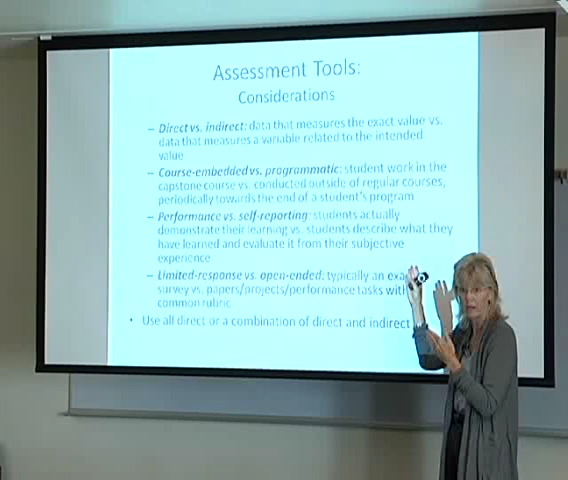 Assessment Tools:
Considerations
– Direct vs. indirect: data that measures the exact value vs.
data that measures a variable related to the intended
value
– Course-embedded vs. programmatic: student work in the
capstone course vs. conducted outside of regular courses,
periodically towards the end of a student's program
– Performance vs. self-reporting: students actually
demonstrate their learning vs. students describe what they
have learned and evaluate it from their subjective
experience
– Limited-response vs. open-ended: typically an
survey vs. papers/projects/performance tasks with
common rubric
• Use all direct or a combination of direct and indirect